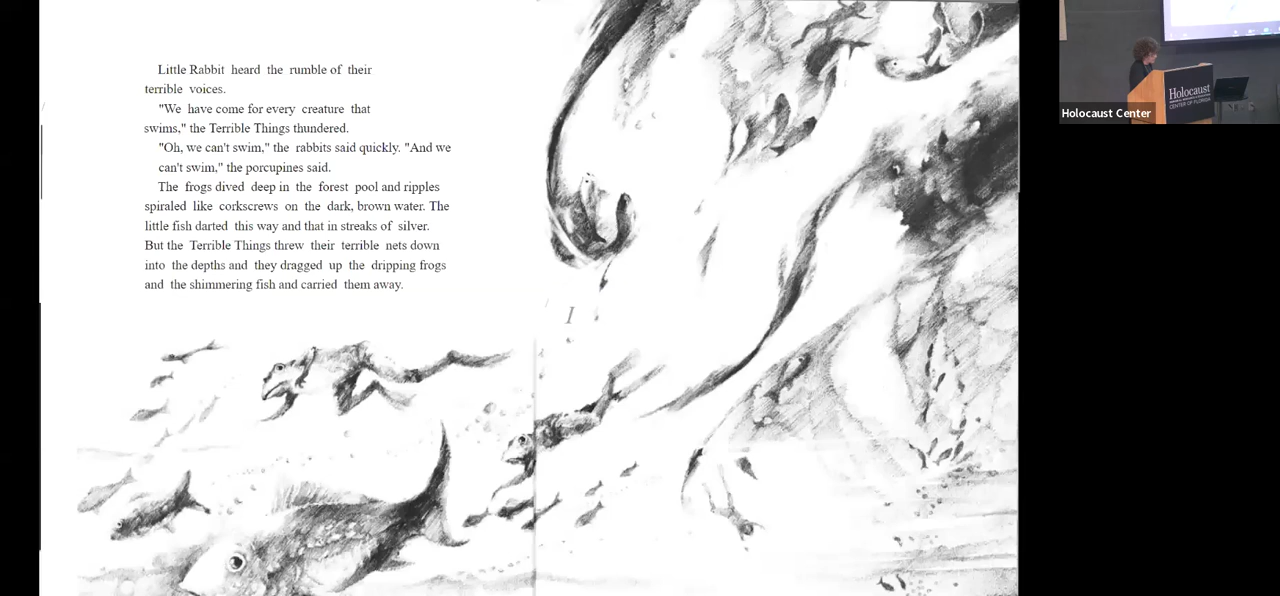 Little Rabbit heard the rumble of their
terrible voices.
"We have come for every creature that
swims," the Terrible Things thundered.
"Oh, we can't swim," the rabbits said quickly. "And we
can't swim," the porcupines said.
The frogs dived deep in the forest pool and ripples
spiraled like corkscrews on the dark, brown water. The
little fish darted this way and that in streaks of silver.
But the Terrible Things threw their terrible nets down
into the depths and they dragged up the dripping frogs
and the shimmering fish and carried them away.
Holocaust
CENTER OF FLORIDA
Holocaust Center